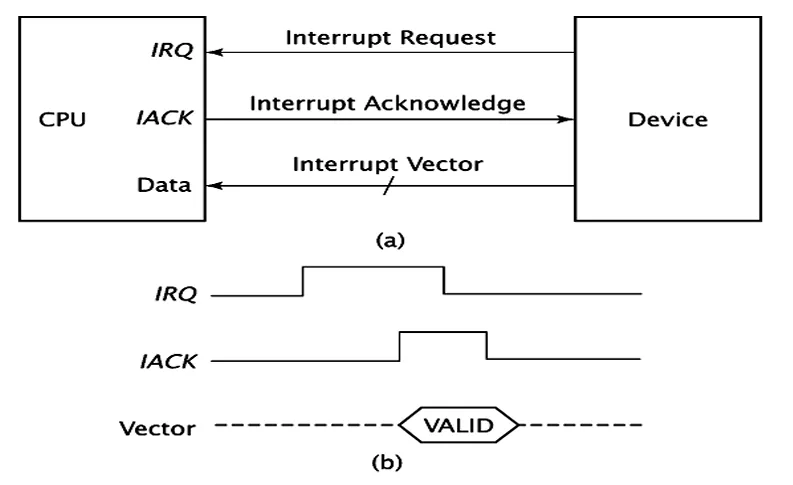 Interrupt Request
IRQ
Interrupt Acknowledge
CPU IACK Device
Interrupt Vector
Data
(a)
IRQ
IACK
Vector VALID
(b)